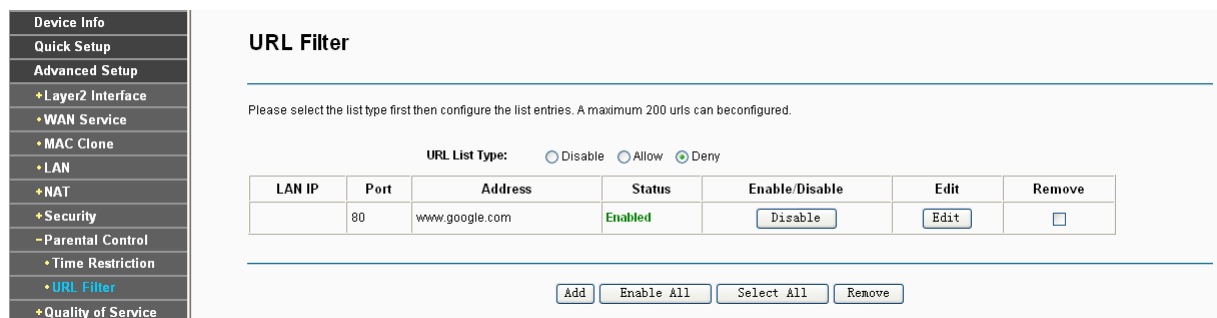 Device Info
Quick Setup
Advanced Setup
+Layer2 Interface
•WAN Service
•MAC Clone
•LAN
+NAT
+Security
−Parental Control
•Time Restriction
•URL Filter
+Quality of Service
URL Filter
Please select the list type first then configure the list entries. A maximum 200 urls can beconfigured.
URL List Type: Disable Allow Deny
LAN IP Port Address Status Enable/Disable Edit Remove
80 www.google.com Enabled Disable Edit
Add Enable All Select All Remove